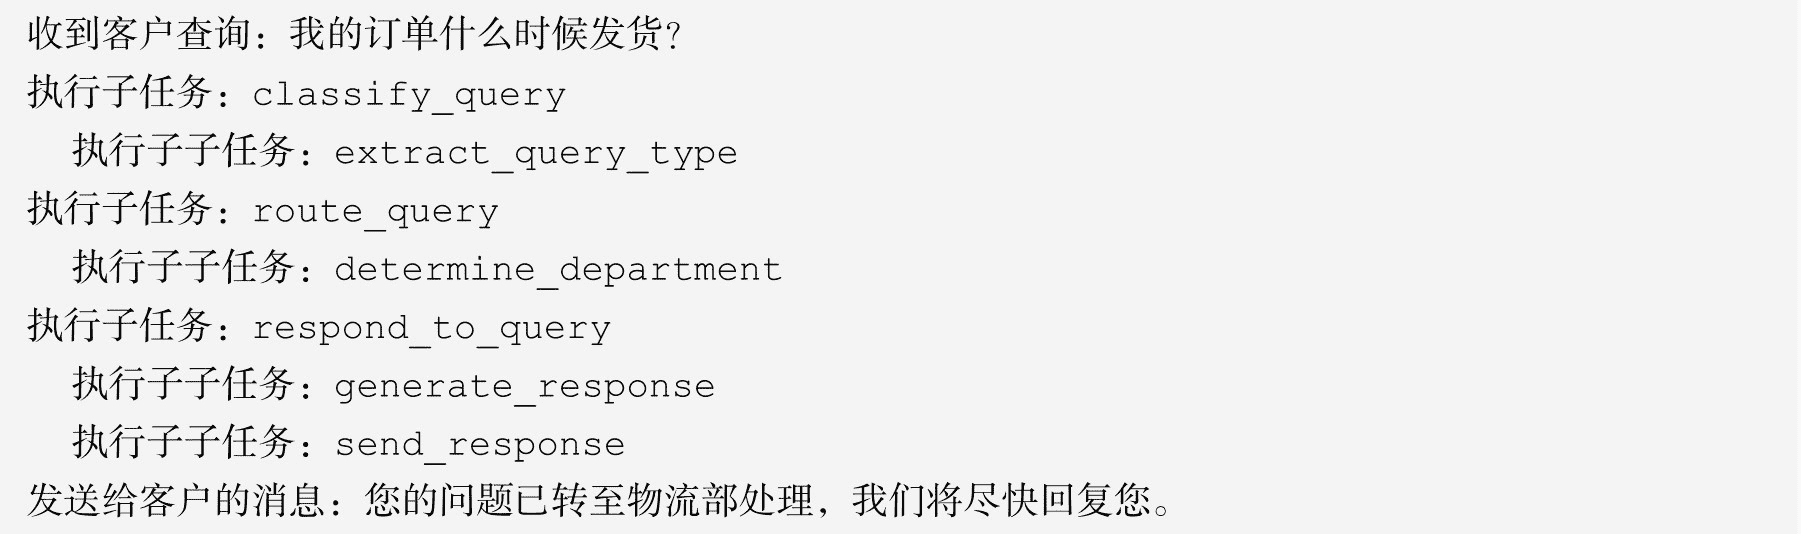 收到客户查询：我的订单什么时候发货？
执行子任务：classify_query
执行子子任务：extract_query_type
执行子任务：route_query
执行子子任务：determine_department
执行子任务：respond_to_query
执行子子任务：generate_response
执行子子任务：send_response
发送给客户的消息：您的问题已转至物流部处理，我们将尽快回复您。